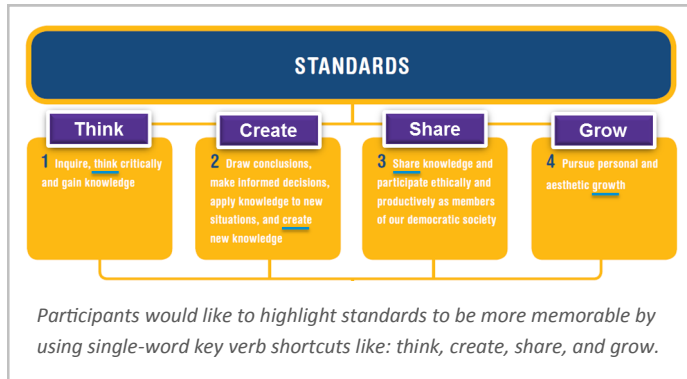 STANDARDS
Think
1 Inquire, think critically
and gain knowledge
Create
2 Draw conclusions,
make informed decisions,
apply knowledge to new
situations, and create
new knowledge
Share
3 Share knowledge and
participate ethically and
productively as members
of our democratic society
Grow
4 Pursue personal and
aesthetic growth
Participants would like to highlight standards to be more memorable by
using single-word key verb shortcuts like: think, create, share, and grow.